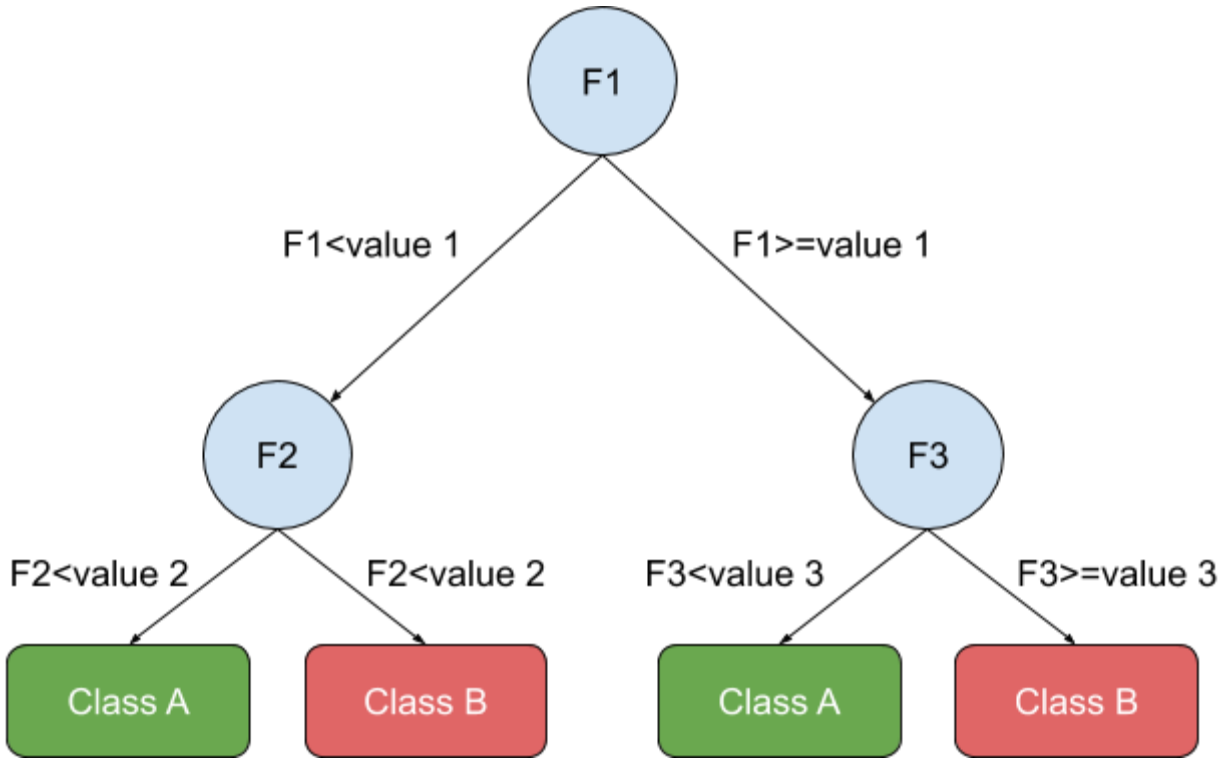 F1
F1<value 1
F1>=value 1
F2
F3
F2<value 2
F2<value 2
F3<value 3
F3>=value 3
Class A
Class B
Class A
Class B